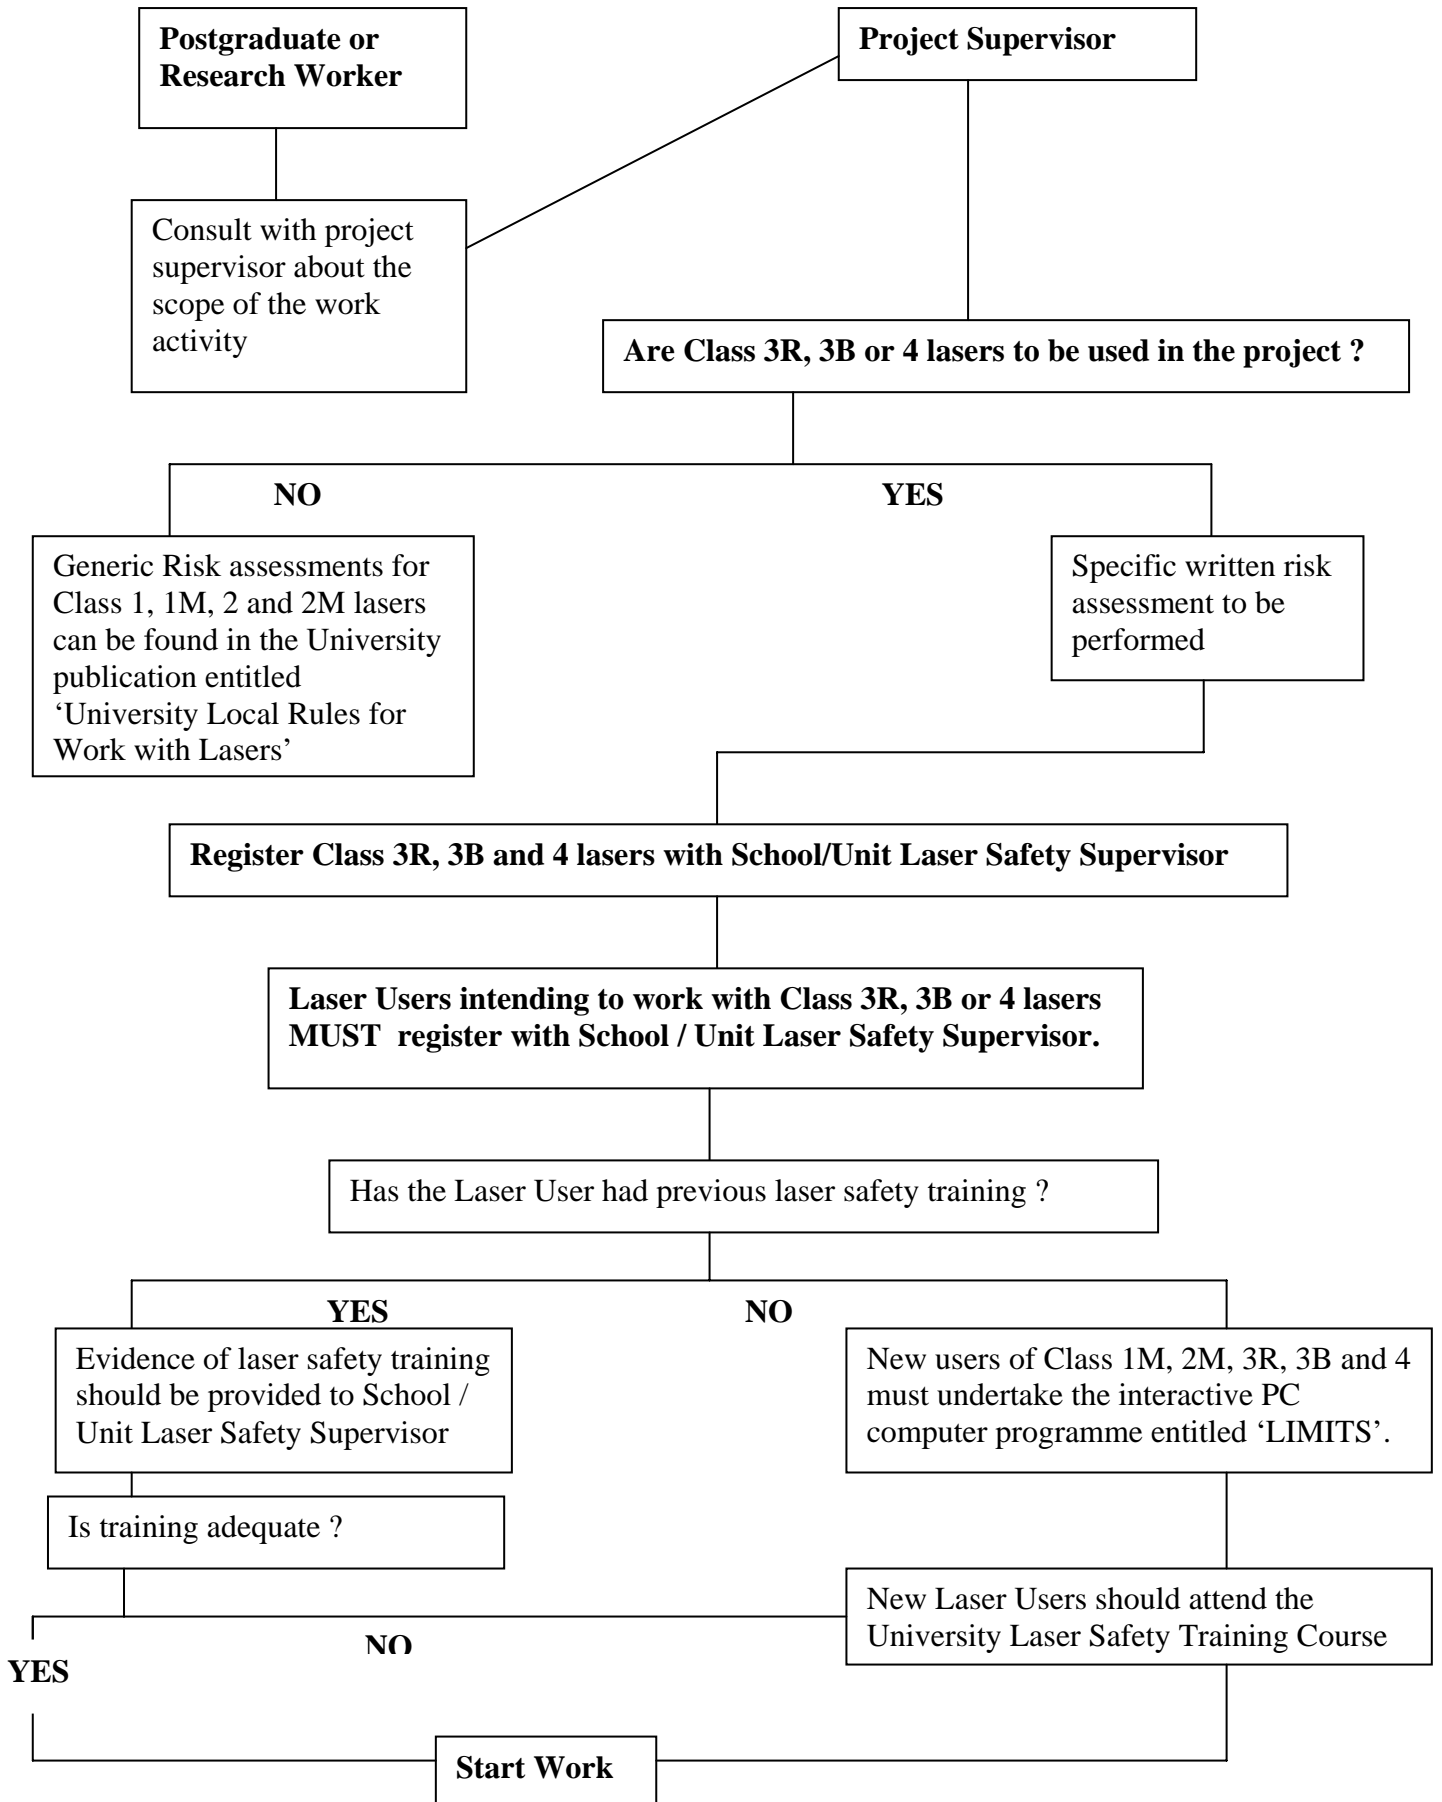 Postgraduate or
Research Worker
Project Supervisor
Consult with project
supervisor about the
scope of the work
activity
Are Class 3R, 3B or 4 lasers to be used in the project ?
NO
YES
Generic Risk assessments for
Class 1, 1M, 2 and 2M lasers
can be found in the University
publication entitled
‘University Local Rules for
Work with Lasers’
Specific written risk
assessment to be
performed
Register Class 3R, 3B and 4 lasers with School/Unit Laser Safety Supervisor
Laser Users intending to work with Class 3R, 3B or 4 lasers
MUST  register with School / Unit Laser Safety Supervisor.
Has the Laser User had previous laser safety training ?
YES
NO
Evidence of laser safety training
should be provided to School /
Unit Laser Safety Supervisor
New users of Class 1M, 2M, 3R, 3B and 4
must undertake the interactive PC
computer programme entitled ‘LIMITS’.
Is training adequate ?
New Laser Users should attend the
University Laser Safety Training Course
NO
YES
Start Work